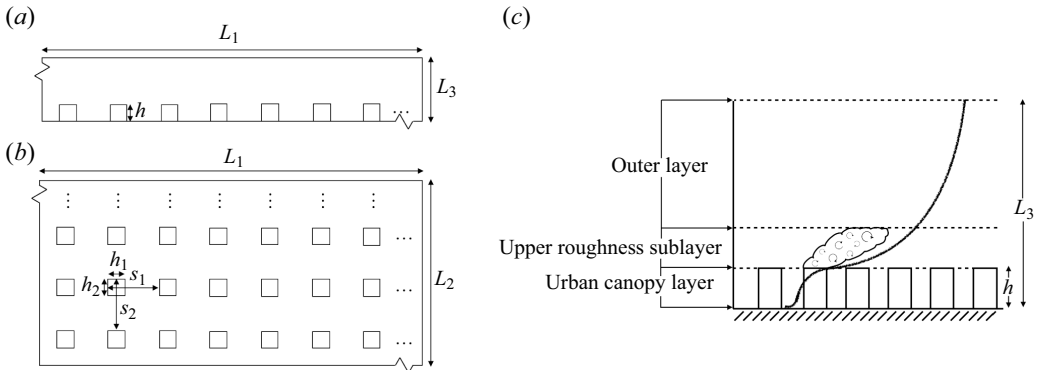 (a)
L1
L3
h
...
(b)
L1
h1
s1
h2
s2
L2
...
...
...
(c)
Outer layer
Upper roughness sublayer
Urban canopy layer
L3
h